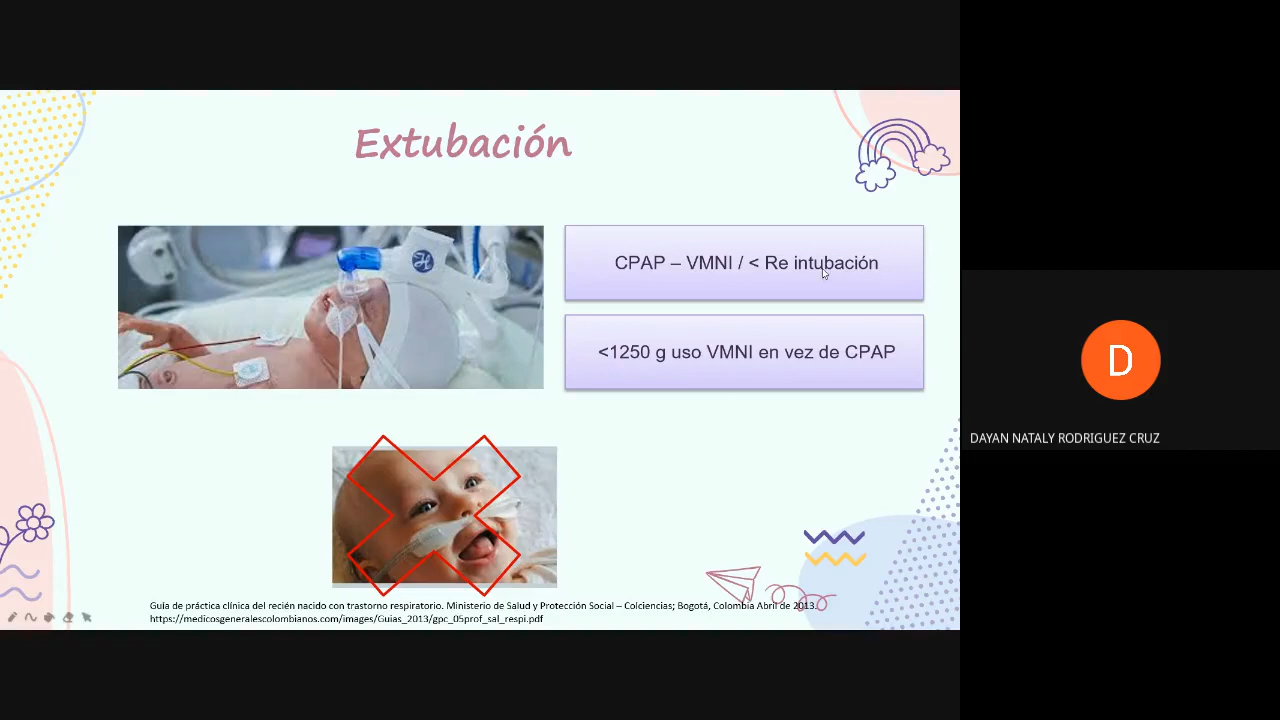 Extubación
CPAP – VMNI / < Re intubación
<1250 g uso VMNI en vez de CPAP
D
DAYAN NATALY RODRIGUEZ CRUZ
Guía de práctica clínica del recién nacido con trastorno respiratorio. Ministerio de Salud y Protección Social – Colciencias; Bogotá, Colombia Abril de 2013.
https://medicosgeneralescolombianos.com/images/Guias_2013/gpc_05prof_sal_respi.pdf